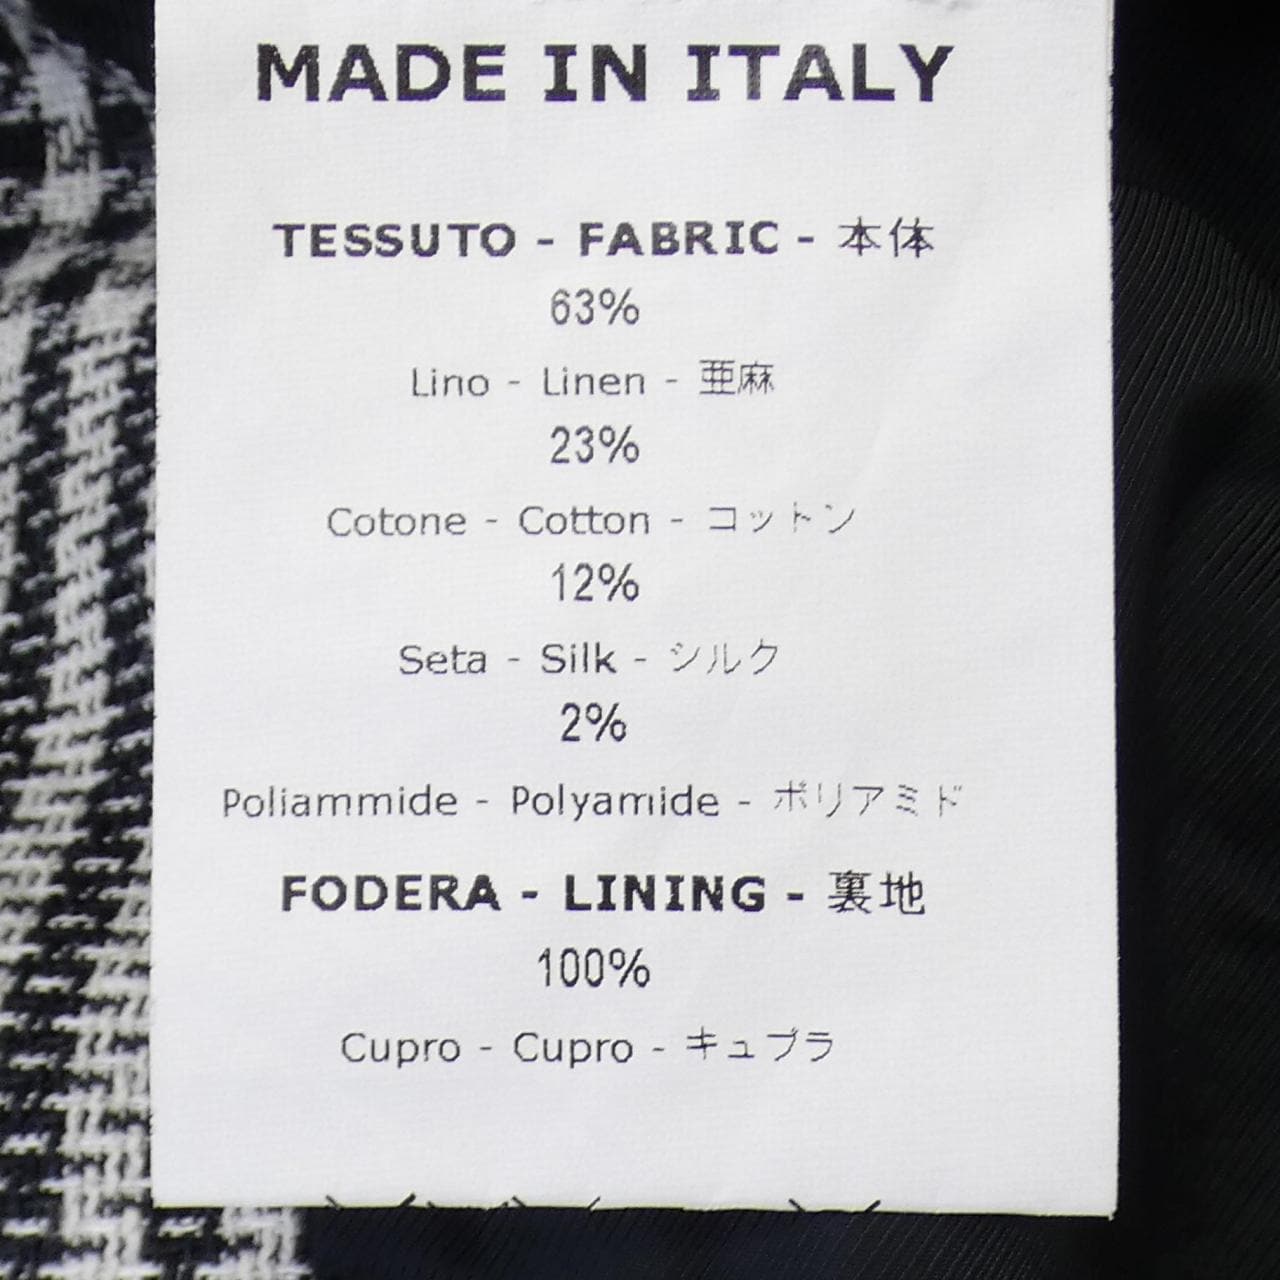 MADE IN ITALY
TESSUTO - FABRIC - 本体
63%
Lino - Linen - 亜麻
23%
Cotone - Cotton - コットン
12%
Seta - Silk - シルク
2%
Poliammide - Polyamide - ポリアミド
FODERA - LINING - 裏地
100%
Cupro - Cupro - キュプラ